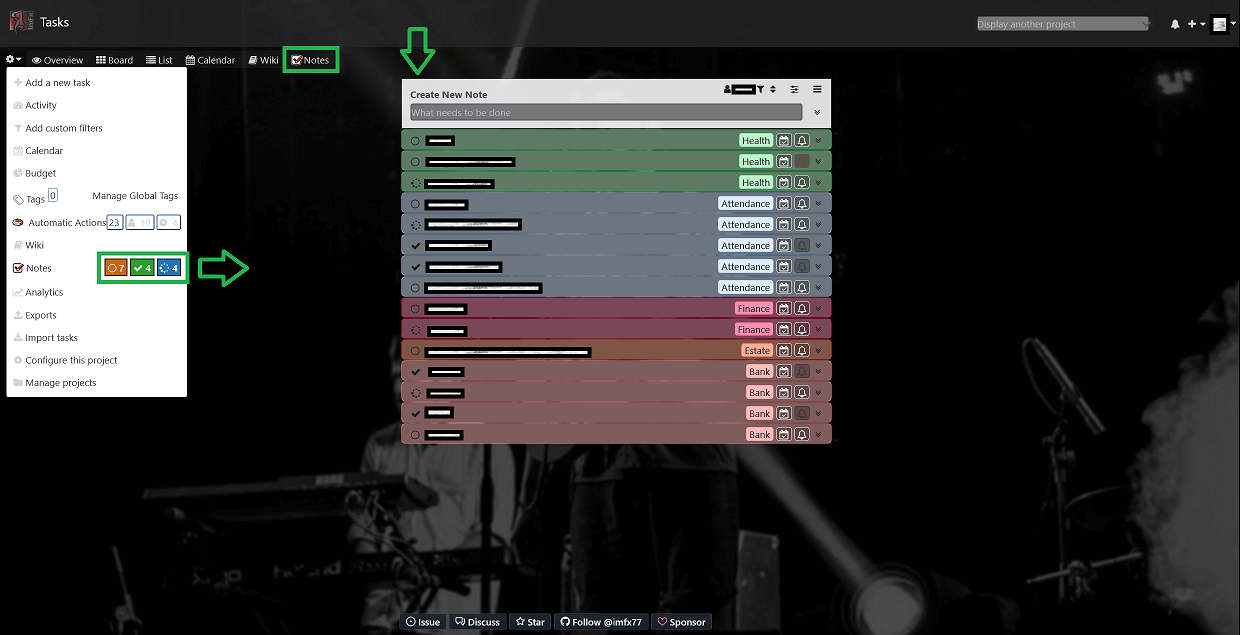 Tasks
Display another project
Overview Board List Calendar Wiki Notes
Add a new task
Activity
Add custom filters
Calendar
Budget
Tags 0 Manage Global Tags
Automatic Actions 23 19 4
Wiki
Notes 7 4 4
Analytics
Exports
Import tasks
Configure this project
Manage projects
Create New Note
What needs to be done
Health
Health
Health
Attendance
Attendance
Attendance
Attendance
Attendance
Finance
Finance
Estate
Bank
Bank
Bank
Bank
Issue Discuss Star Follow @imfx77 Sponsor